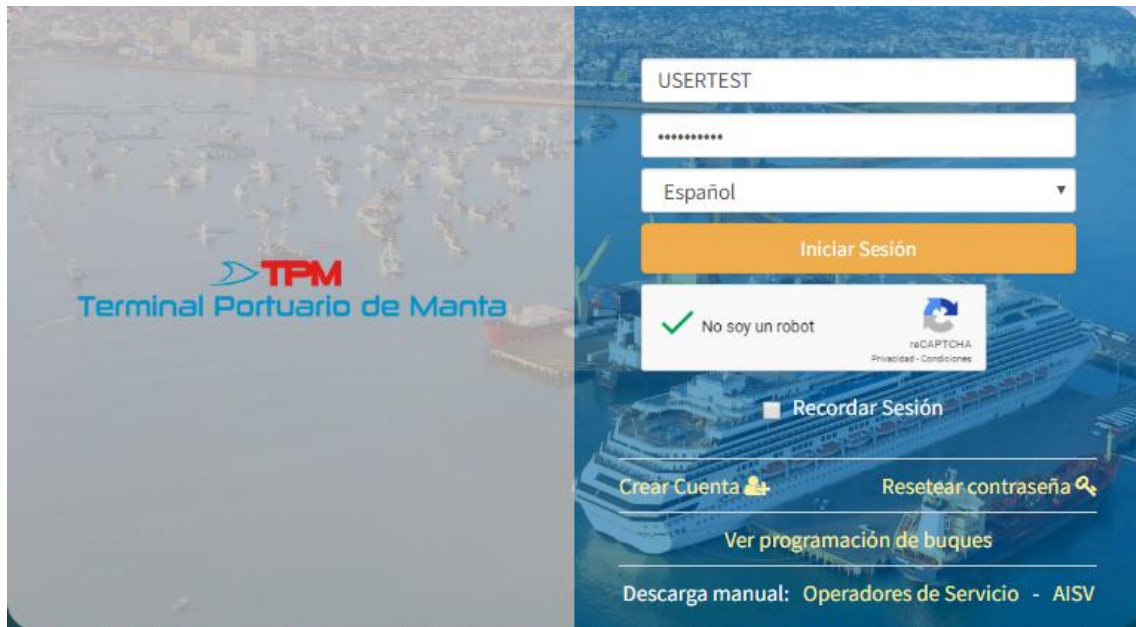 TPM
Terminal Portuario de Manta
USERTEST
••••••••••
Español
Iniciar Sesión
No soy un robot
reCAPTCHA
Privacidad - Condiciones
Recordar Sesión
Crear Cuenta
Resetear contraseña
Ver programación de buques
Descarga manual: Operadores de Servicio - AISV